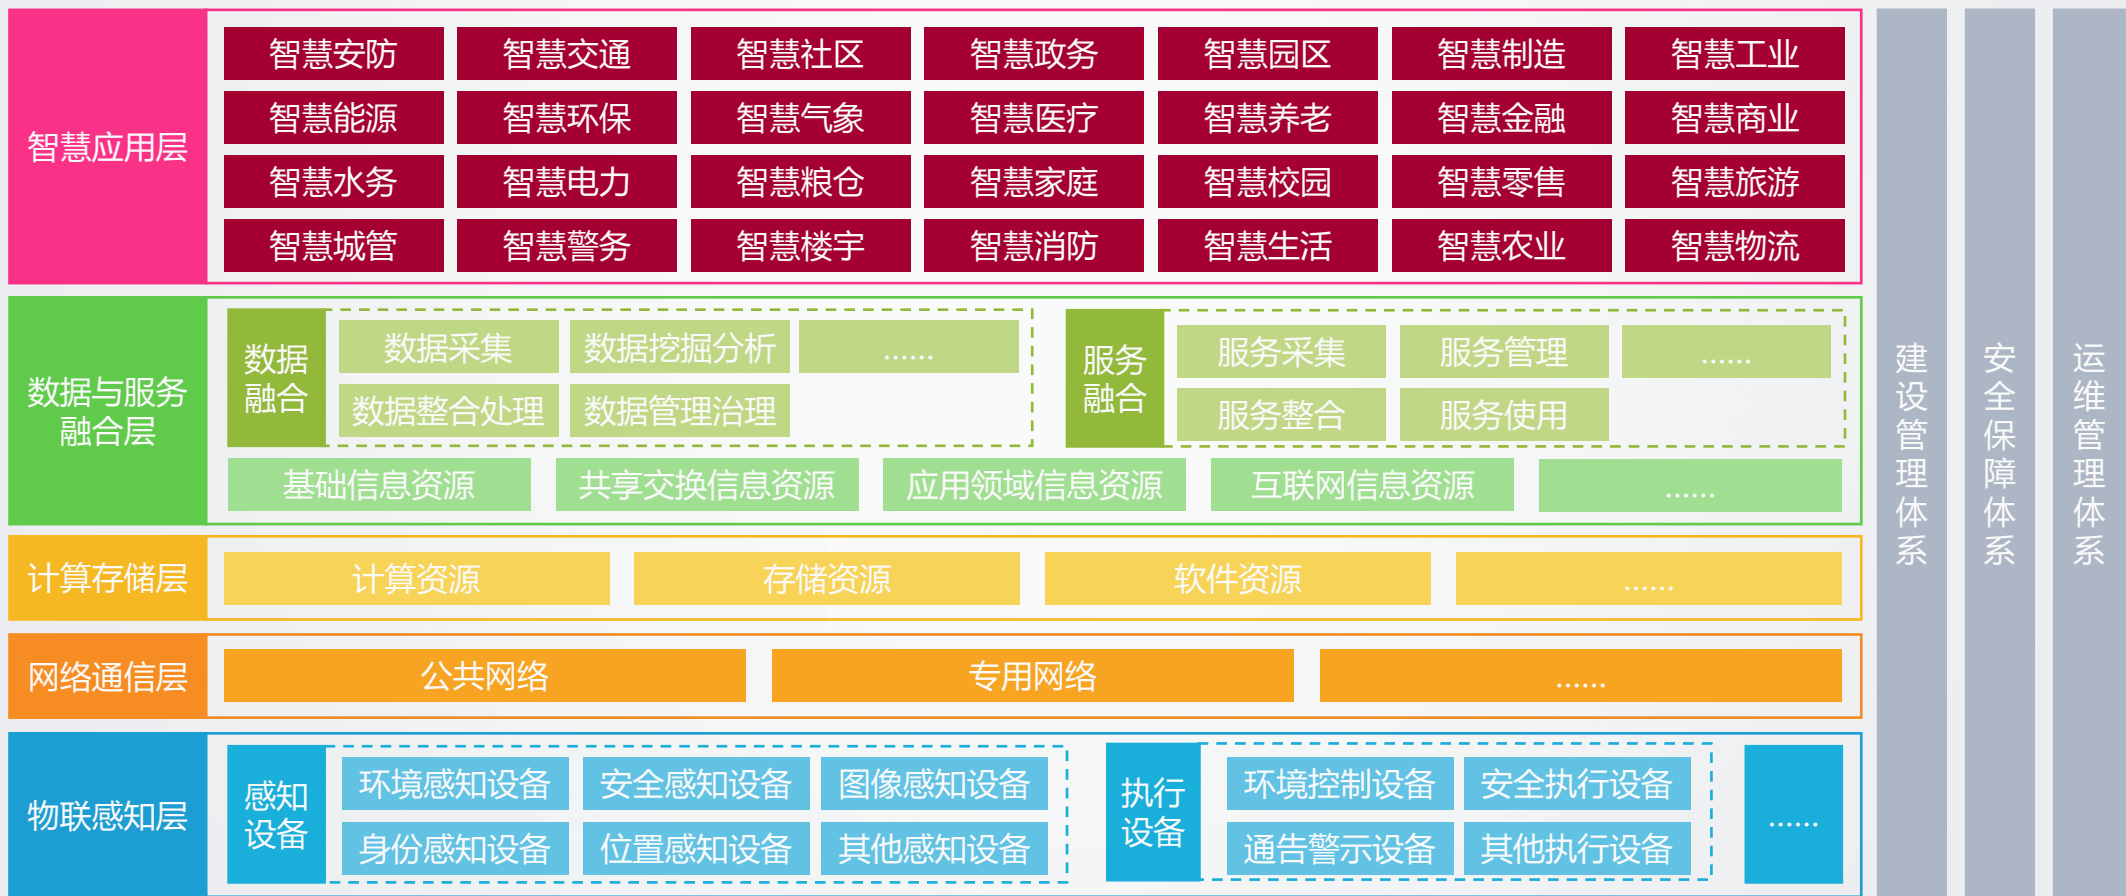 智慧应用层
智慧安防
智慧交通
智慧社区
智慧政务
智慧园区
智慧制造
智慧工业
智慧能源
智慧环保
智慧气象
智慧医疗
智慧养老
智慧金融
智慧商业
智慧水务
智慧电力
智慧粮仓
智慧家庭
智慧校园
智慧零售
智慧旅游
智慧城管
智慧警务
智慧楼宇
智慧消防
智慧生活
智慧农业
智慧物流
数据与服务
融合层
数据
融合
数据采集
数据挖掘分析
......
数据整合处理
数据管理治理
服务
融合
服务采集
服务管理
......
服务整合
服务使用
基础信息资源
共享交换信息资源
应用领域信息资源
互联网信息资源
......
计算存储层
计算资源
存储资源
软件资源
......
网络通信层
公共网络
专用网络
......
物联感知层
感知
设备
环境感知设备
安全感知设备
图像感知设备
身份感知设备
位置感知设备
其他感知设备
执行
设备
环境控制设备
安全执行设备
通告警示设备
其他执行设备
......
建设管理体系
安全保障体系
运维管理体系